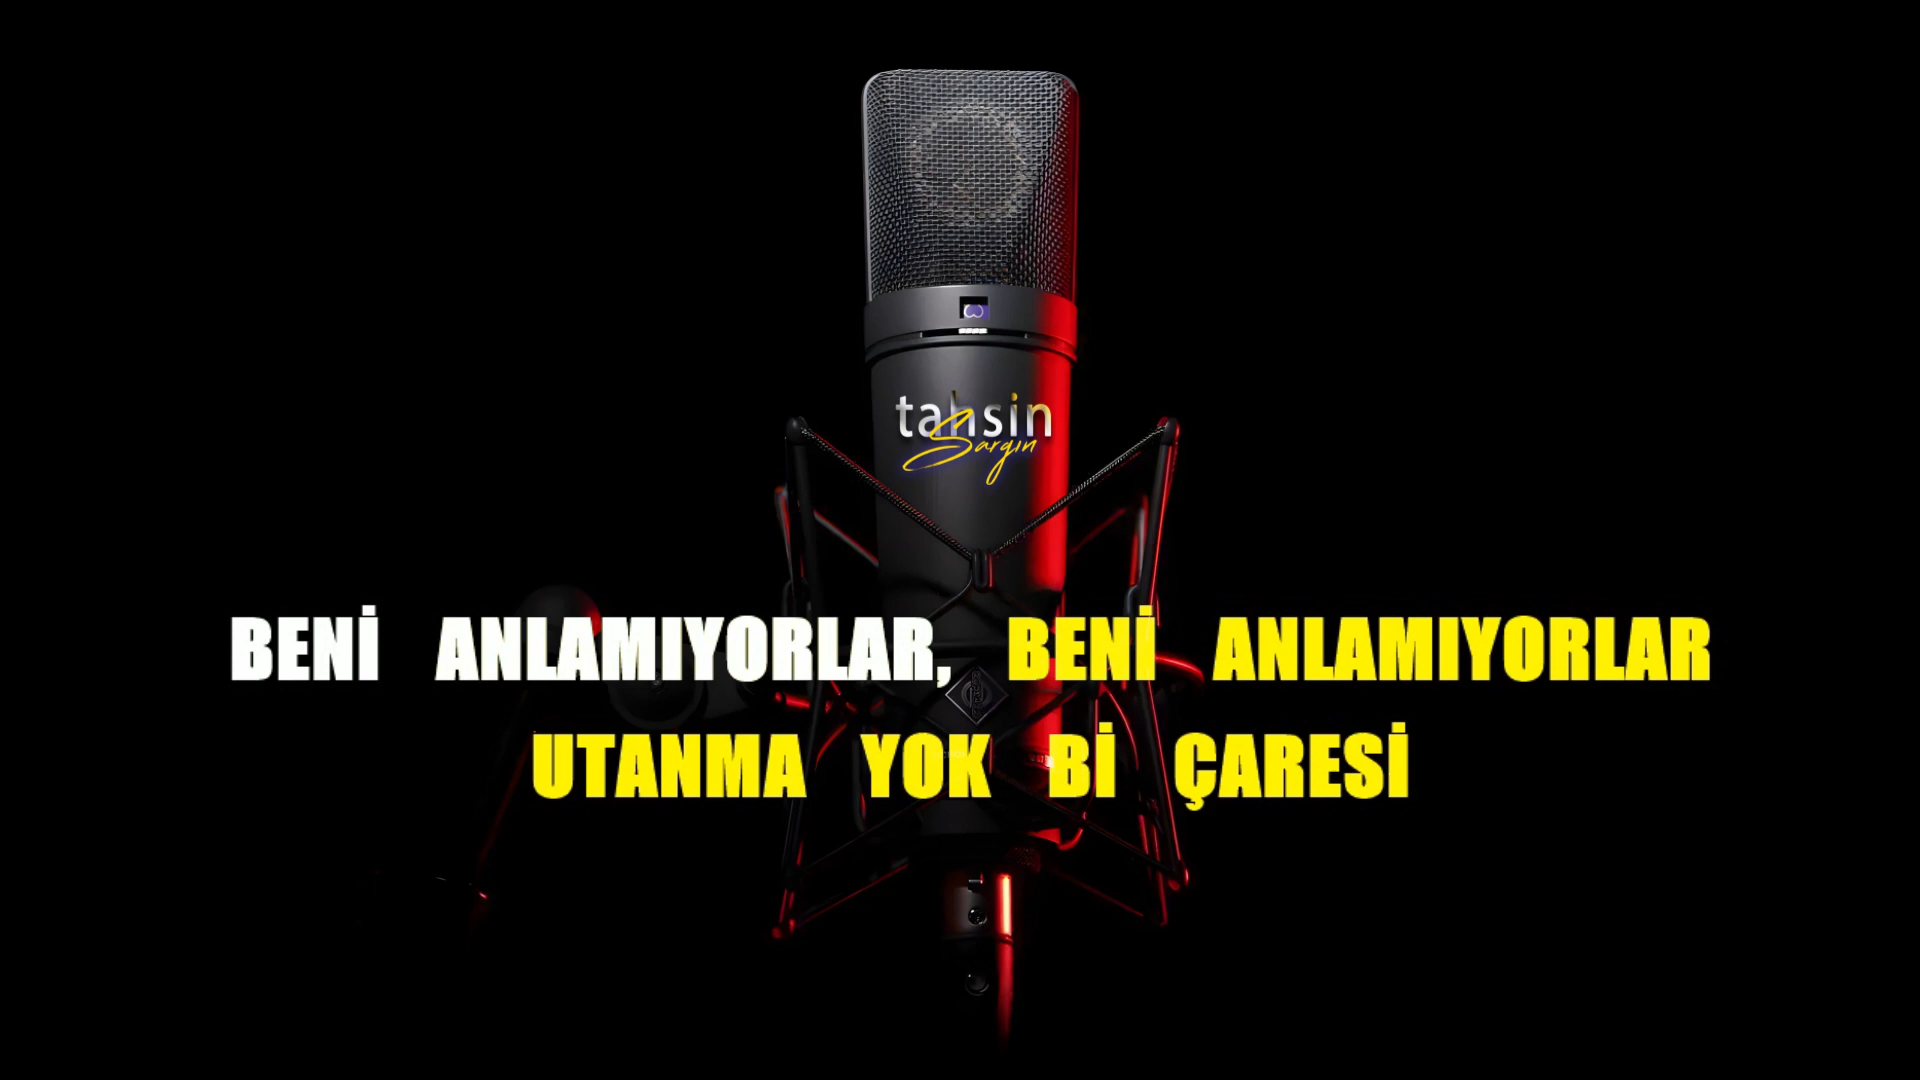 tahsin
Sargın
BENİ ANLAMIYORLAR, BENİ ANLAMIYORLAR
UTANMA YOK Bİ ÇARESİ